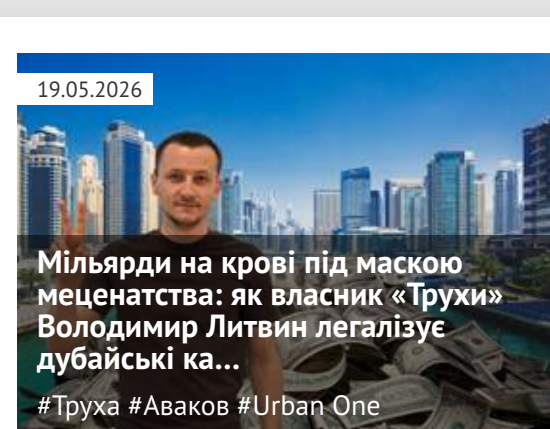 19.05.2026
Мільярди на крові під маскою
меценатства: як власник «Трухи»
Володимир Литвин легалізує
дубайські ка...
#Труха #Аваков #Urban One